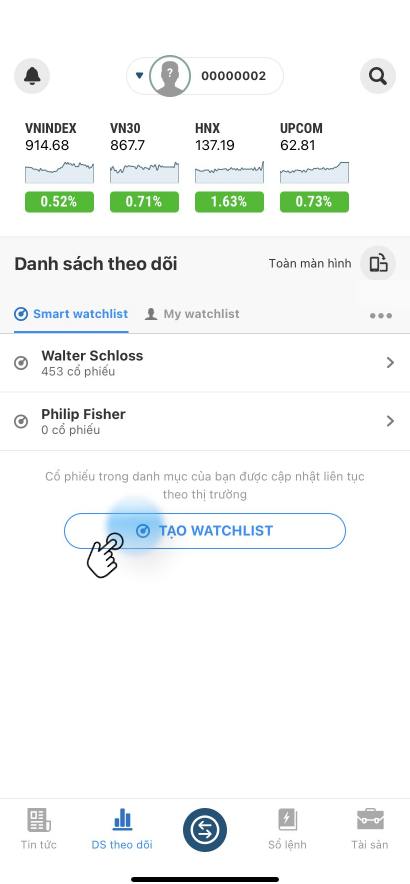 ?
00000002
VNINDEX
914.68
0.52%
VN30
867.7
0.71%
HNX
137.19
1.63%
UPCOM
62.81
0.73%
Danh sách theo dõi
Toàn màn hình
Smart watchlist
My watchlist
Walter Schloss
453 cổ phiếu
Philip Fisher
0 cổ phiếu
Cổ phiếu trong danh mục của bạn được cập nhật liên tục
theo thị trường
TẠO WATCHLIST
Tin tức
DS theo dõi
Sổ lệnh
Tài sản